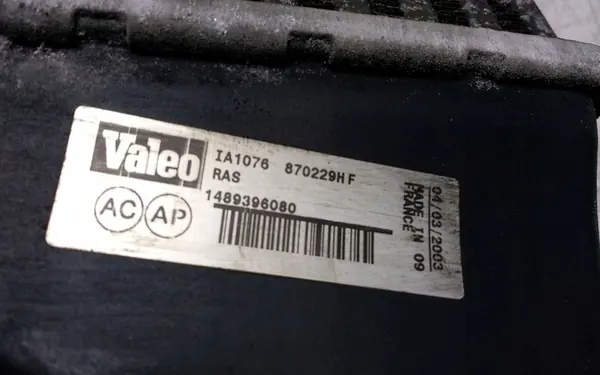 Valeo
IA1076 870229HF
RAS
1489396080
AC AP
04/03/2003
MADE IN 09
FRANCE